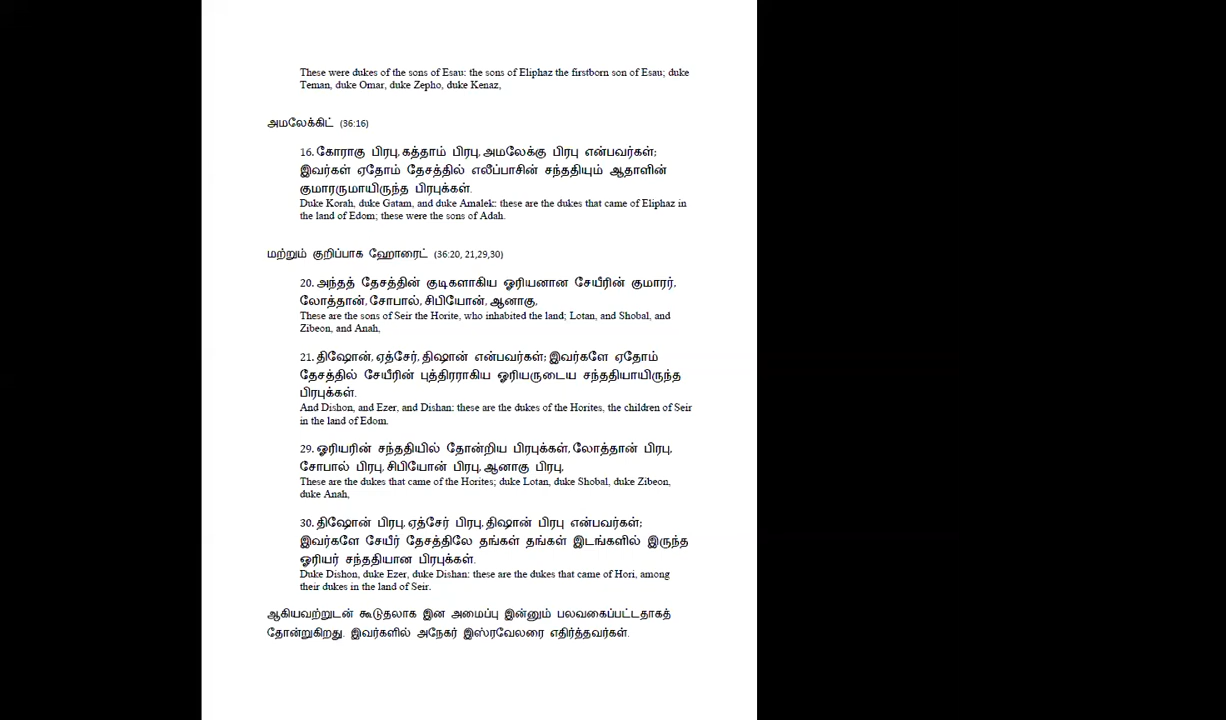 These were dukes of the sons of Esau: the sons of Eliphaz the firstborn son of Esau; duke
Teman, duke Omar, duke Zepho, duke Kenaz,
அமலேக்கிட் (36:16)
16. கோராகு பிரபு, கத்தாம் பிரபு, அமலேக்கு பிரபு என்பவர்கள்;
இவர்கள் ஏதோம் தேசத்தில் எலீப்பாசின் சந்ததியும் ஆதாளின்
குமாரருமாயிருந்த பிரபுக்கள்.
Duke Korah, duke Gatam, and duke Amalek: these are the dukes that came of Eliphaz in
the land of Edom; these were the sons of Adah.
மற்றும் குறிப்பாக ஹோரைட் (36:20, 21,29,30)
20. அந்தத் தேசத்தின் குடிகளாகிய ஓரியனான சேயீரின் குமாரர்,
லோத்தான், சோபால், சிபியோன், ஆனாகு,
These are the sons of Seir the Horite, who inhabited the land; Lotan, and Shobal, and
Zibeon, and Anah,
21. திஷோன், ஏத்சேர், திஷான் என்பவர்கள்; இவர்களே ஏதோம்
தேசத்தில் சேயீரின் புத்திரராகிய ஓரியருடைய சந்ததியாயிருந்த
பிரபுக்கள்.
And Dishon, and Ezer, and Dishan: these are the dukes of the Horites, the children of Seir
in the land of Edom.
29. ஓரியரின் சந்ததியில் தோன்றிய பிரபுக்கள், லோத்தான் பிரபு,
சோபால் பிரபு, சிபியோன் பிரபு, ஆனாகு பிரபு,
These are the dukes that came of the Horites; duke Lotan, duke Shobal, duke Zibeon,
duke Anah,
30. திஷோன் பிரபு, ஏத்சேர் பிரபு, திஷான் பிரபு என்பவர்கள்;
இவர்களே சேயீர் தேசத்திலே தங்கள் தங்கள் இடங்களில் இருந்த
ஓரியர் சந்ததியான பிரபுக்கள்.
Duke Dishon, duke Ezer, duke Dishan: these are the dukes that came of Hori, among
their dukes in the land of Seir.
ஆகியவற்றுடன் கூடுதலாக இன அமைப்பு இன்னும் பலவகைப்பட்டதாகத்
தோன்றுகிறது. இவர்களில் அநேகர் இஸ்ரவேலரை எதிர்த்தவர்கள்.